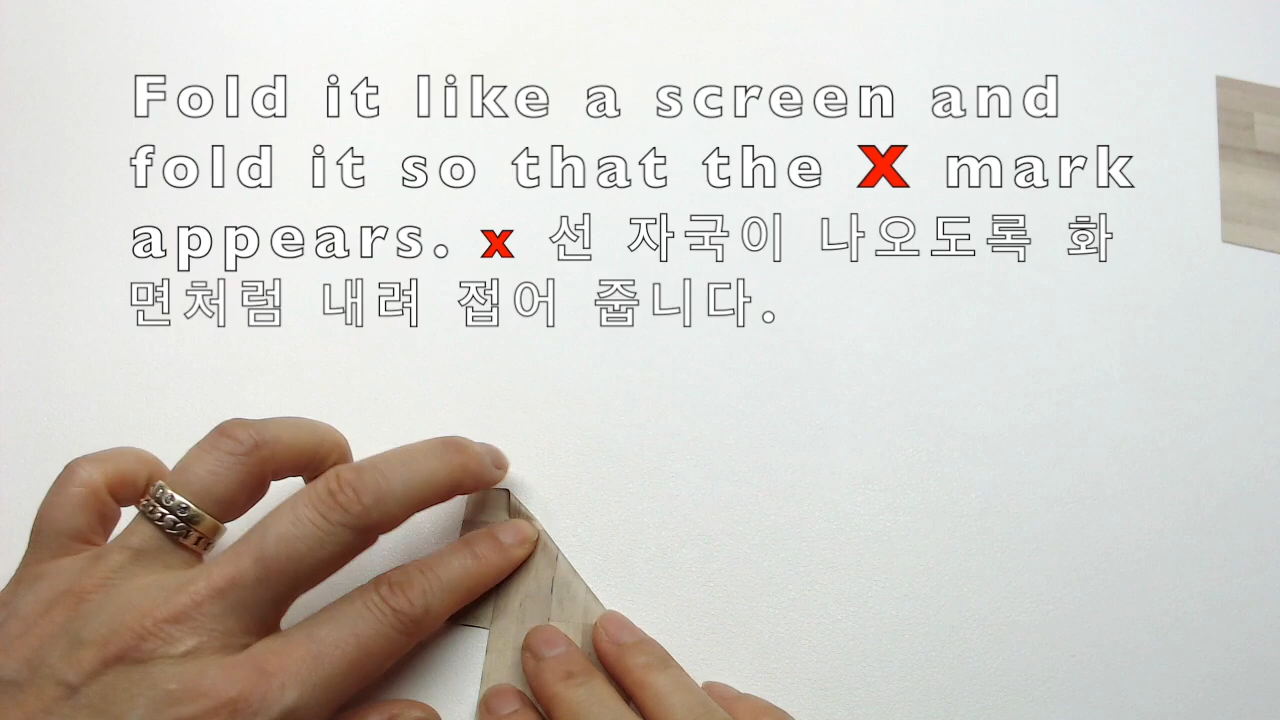 Fold it like a screen and
fold it so that the X mark
appears. x 선 자국이 나오도록 화
면처럼 내려 접어 줍니다.